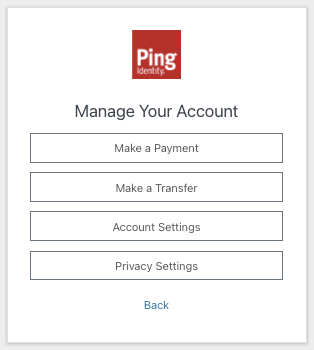 Ping
Identity.
Manage Your Account
Make a Payment
Make a Transfer
Account Settings
Privacy Settings
Back